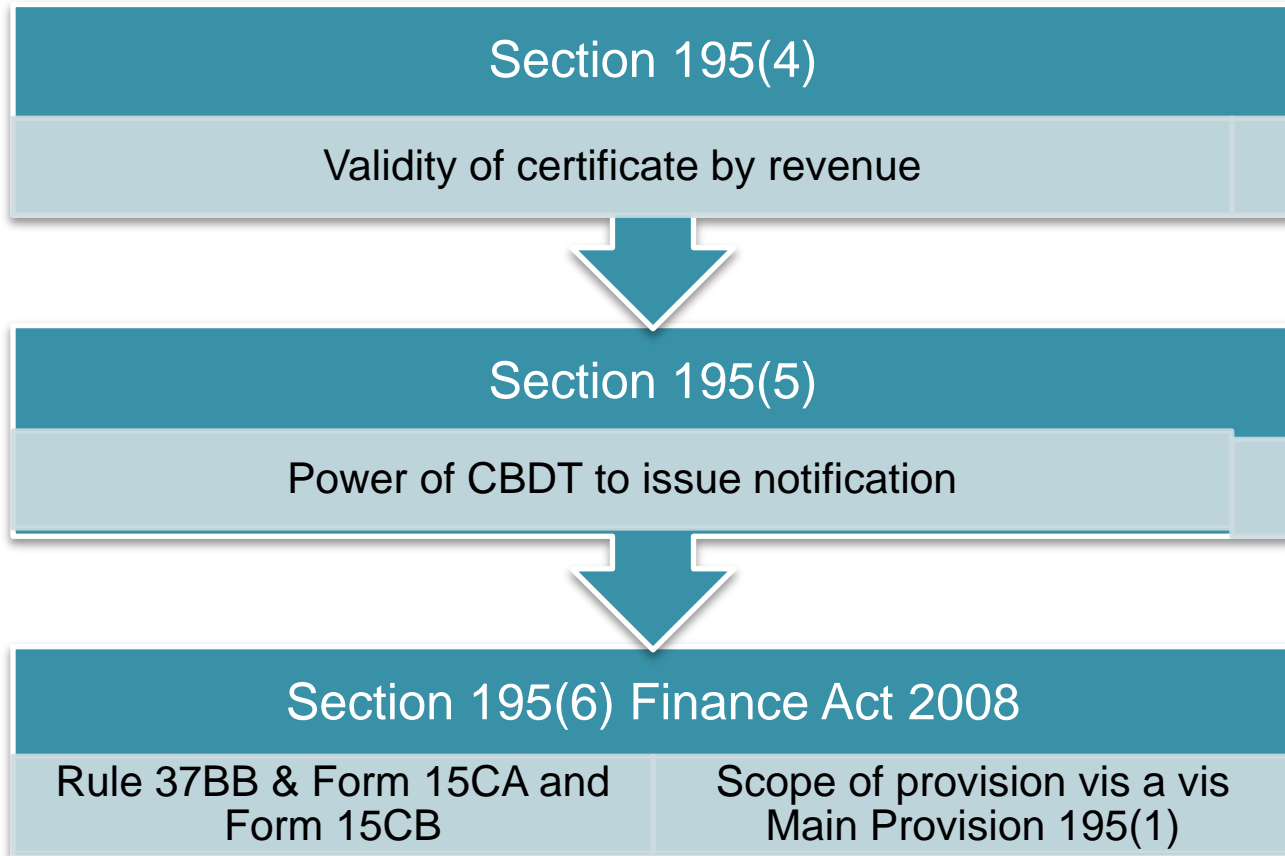 Section 195(4)
Validity of certificate by revenue
Section 195(5)
Power of CBDT to issue notification
Section 195(6) Finance Act 2008
Rule 37BB & Form 15CA and
Form 15CB
Scope of provision vis a vis
Main Provision 195(1)